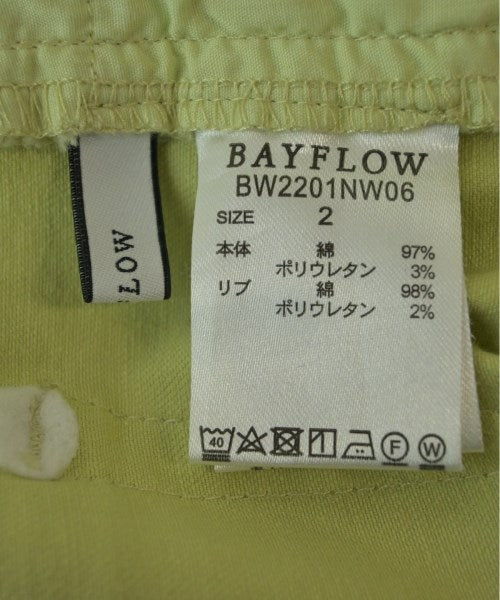 BAYFLOW
BW2201NW06
SIZE 2
本体 綿 97%
ポリウレタン 3%
リブ 綿 98%
ポリウレタン 2%
40 F W
LOW